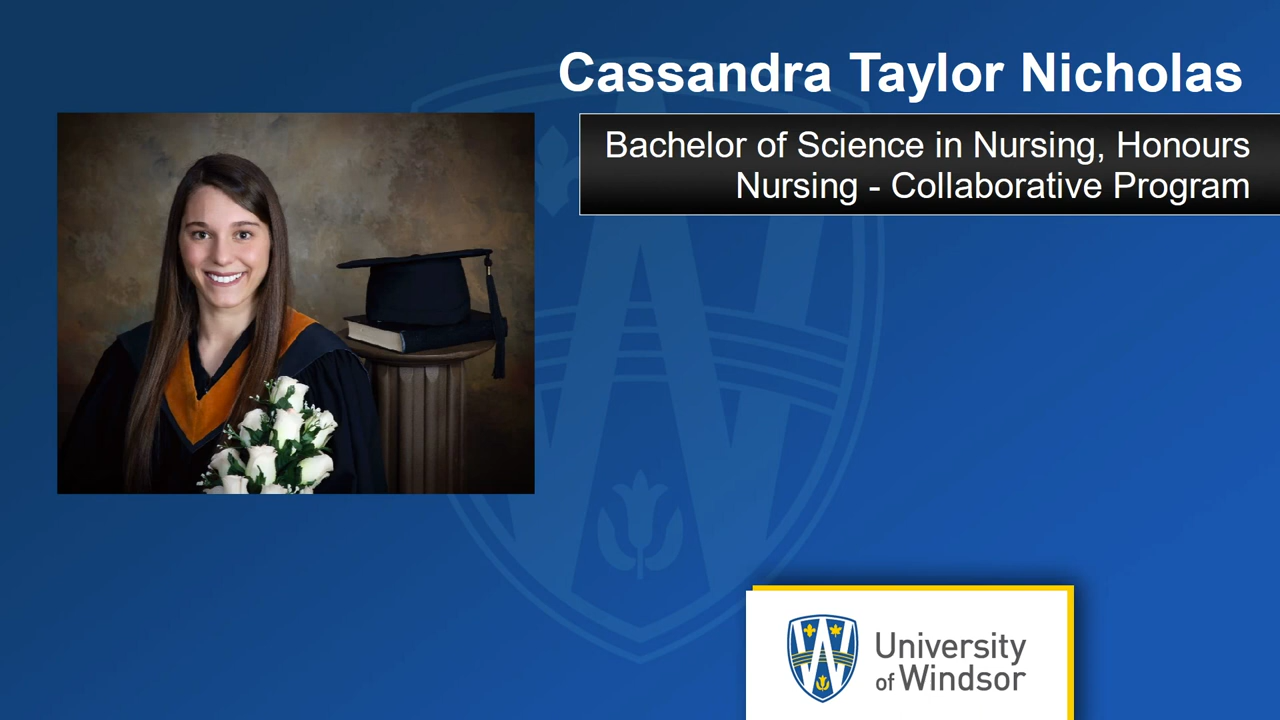 Cassandra Taylor Nicholas
Bachelor of Science in Nursing, Honours
Nursing - Collaborative Program
University
of Windsor